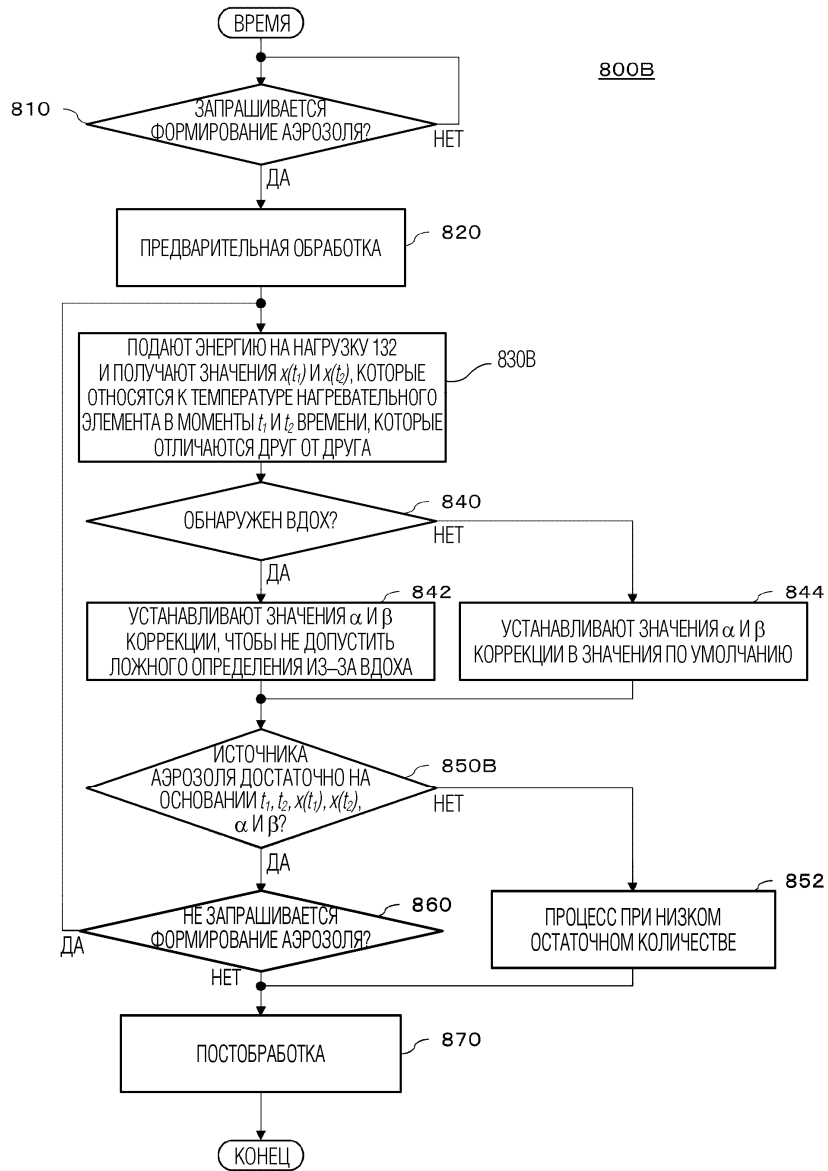 ВРЕМЯ
800B
810
ЗАПРАШИВАЕТСЯ
ФОРМИРОВАНИЕ АЭРОЗОЛЯ?
НЕТ
ДА
ПРЕДВАРИТЕЛЬНАЯ ОБРАБОТКА
820
ПОДАЮТ ЭНЕРГИЮ НА НАГРУЗКУ 132
И ПОЛУЧАЮТ ЗНАЧЕНИЯ x(t₁) И x(t₂), КОТОРЫЕ
ОТНОСЯТСЯ К ТЕМПЕРАТУРЕ НАГРЕВАТЕЛЬНОГО
ЭЛЕМЕНТА В МОМЕНТЫ t₁ И t₂ ВРЕМЕНИ, КОТОРЫЕ
ОТЛИЧАЮТСЯ ДРУГ ОТ ДРУГА
830B
ОБНАРУЖЕН ВДОХ?
840
НЕТ
ДА
842
УСТАНАВЛИВАЮТ ЗНАЧЕНИЯ α И β
КОРРЕКЦИИ, ЧТОБЫ НЕ ДОПУСТИТЬ
ЛОЖНОГО ОПРЕДЕЛЕНИЯ ИЗ–ЗА ВДОХА
844
УСТАНАВЛИВАЮТ ЗНАЧЕНИЯ α И β
КОРРЕКЦИИ В ЗНАЧЕНИЯ ПО УМОЛЧАНИЮ
ИСТОЧНИКА
АЭРОЗОЛЯ ДОСТАТОЧНО НА
ОСНОВАНИИ t₁, t₂, x(t₁), x(t₂),
α И β?
850B
НЕТ
ДА
НЕ ЗАПРАШИВАЕТСЯ
ФОРМИРОВАНИЕ АЭРОЗОЛЯ?
860
ДА
НЕТ
852
ПРОЦЕСС ПРИ НИЗКОМ
ОСТАТОЧНОМ КОЛИЧЕСТВЕ
ПОСТОБРАБОТКА
870
КОНЕЦ